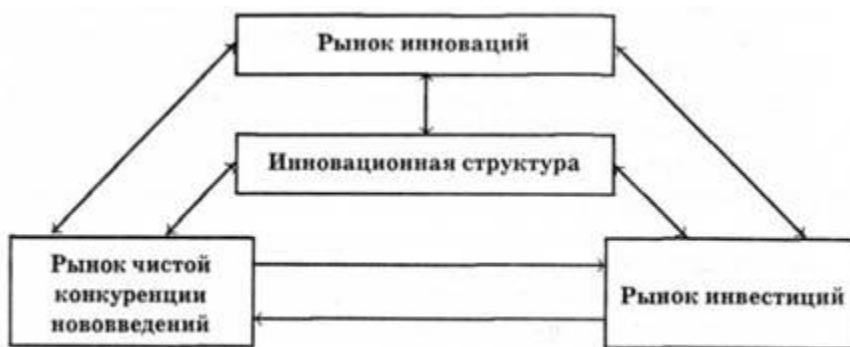 Рынок инноваций
Инновационная структура
Рынок чистой
конкуренции
нововведений
Рынок инвестиций